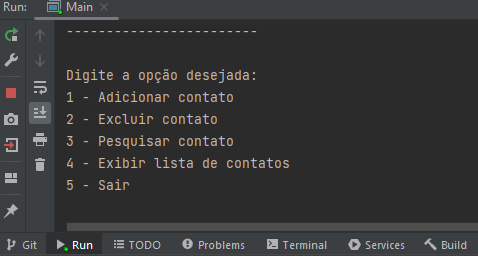 Run: Main
------------------------
Digite a opção desejada:
1 - Adicionar contato
2 - Excluir contato
3 - Pesquisar contato
4 - Exibir lista de contatos
5 - Sair
Git Run TODO Problems Terminal Services Build